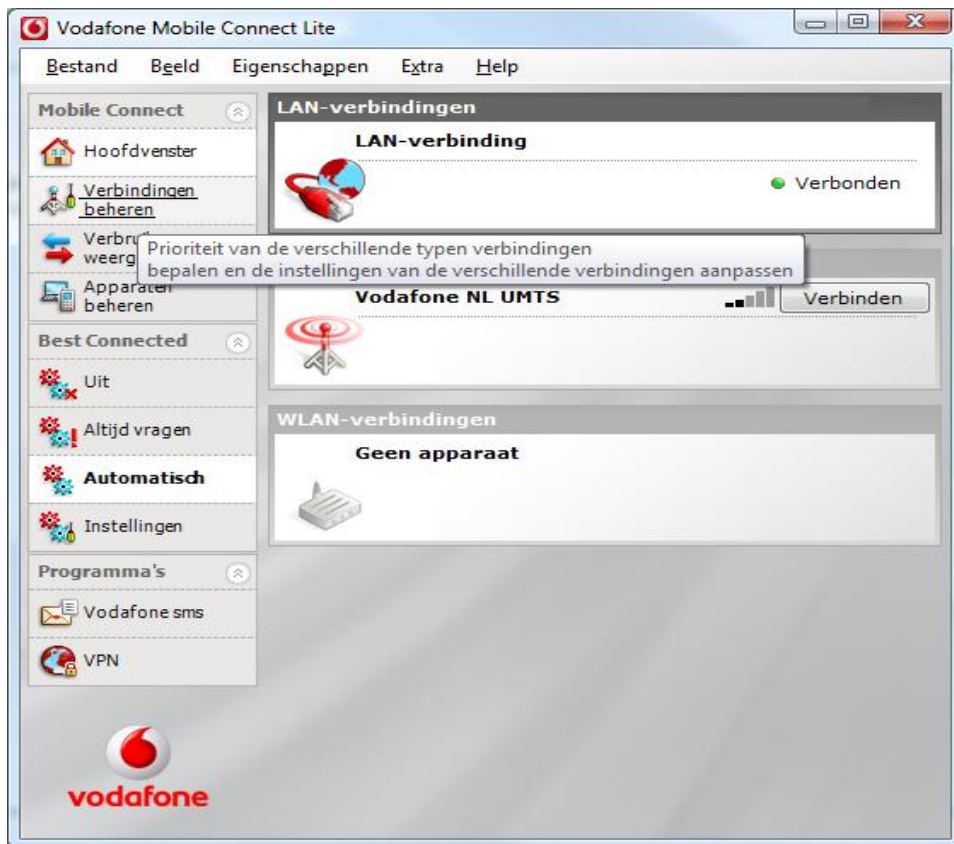 Vodafone Mobile Connect Lite
Bestand Beeld Eigenschappen Extra Help
Mobile Connect
Hoofdvenster
Verbindingen
beheren
Verbru
weerg
Apparaten
beheren
Best Connected
Uit
Altijd vragen
Automatisch
Instellingen
Programma's
Vodafone sms
VPN
vodafone
LAN-verbindingen
LAN-verbinding
Verbonden
Prioriteit van de verschillende typen verbindingen
bepalen en de instellingen van de verschillende verbindingen aanpassen
Vodafone NL UMTS
Verbinden
WLAN-verbindingen
Geen apparaat